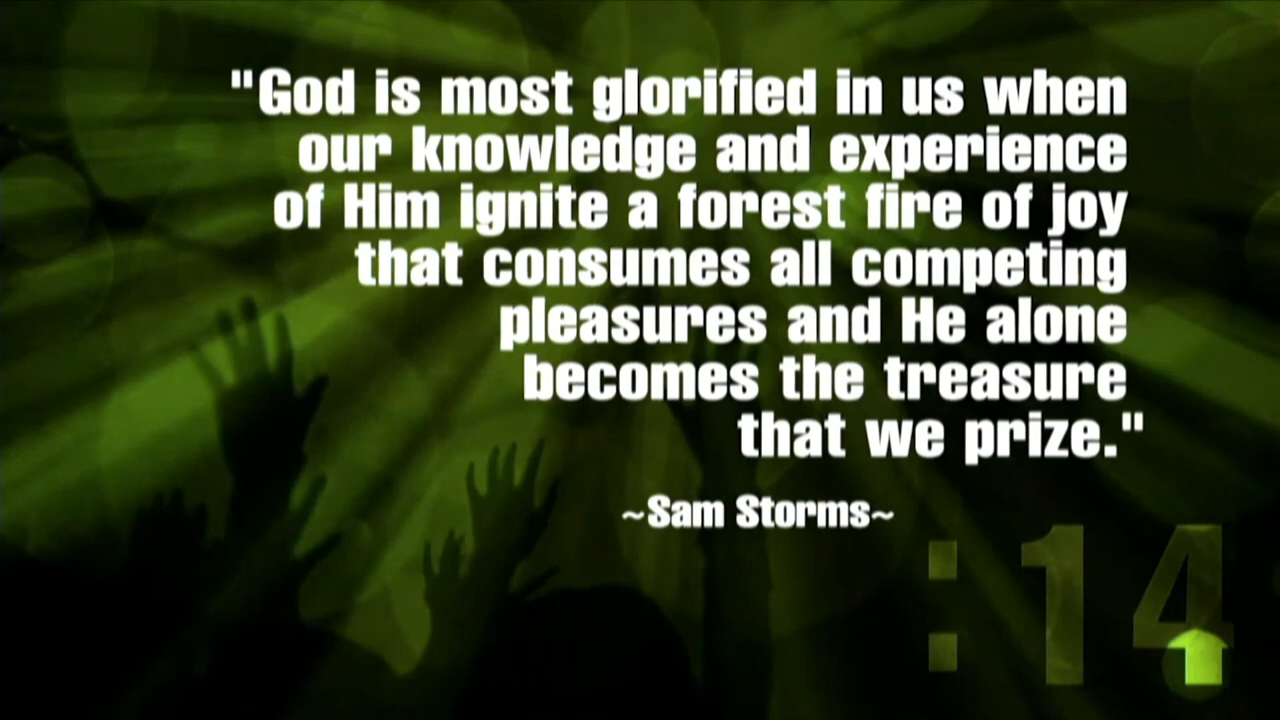 "God is most glorified in us when
our knowledge and experience
of Him ignite a forest fire of joy
that consumes all competing
pleasures and He alone
becomes the treasure
that we prize."
~Sam Storms~
:14